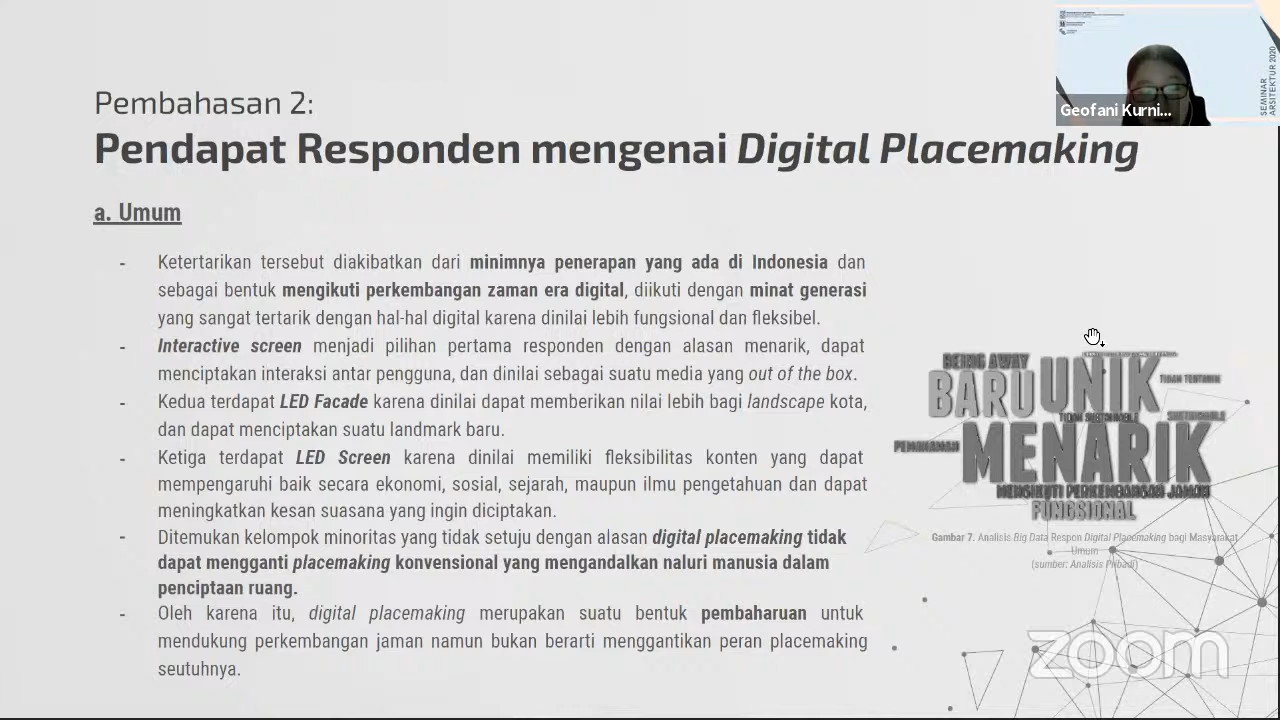 SEMINAR
ARSITEKTUR 2020
Geofani Kurni...
Pembahasan 2:
Pendapat Responden mengenai Digital Placemaking
a. Umum
- Ketertarikan tersebut diakibatkan dari minimnya penerapan yang ada di Indonesia dan
sebagai bentuk mengikuti perkembangan zaman era digital, diikuti dengan minat generasi
yang sangat tertarik dengan hal-hal digital karena dinilai lebih fungsional dan fleksibel.
- Interactive screen menjadi pilihan pertama responden dengan alasan menarik, dapat
menciptakan interaksi antar pengguna, dan dinilai sebagai suatu media yang out of the box.
- Kedua terdapat LED Facade karena dinilai dapat memberikan nilai lebih bagi landscape kota,
dan dapat menciptakan suatu landmark baru.
- Ketiga terdapat LED Screen karena dinilai memiliki fleksibilitas konten yang dapat
mempengaruhi baik secara ekonomi, sosial, sejarah, maupun ilmu pengetahuan dan dapat
meningkatkan kesan suasana yang ingin diciptakan.
- Ditemukan kelompok minoritas yang tidak setuju dengan alasan digital placemaking tidak
dapat mengganti placemaking konvensional yang mengandalkan naluri manusia dalam
penciptaan ruang.
- Oleh karena itu, digital placemaking merupakan suatu bentuk pembaharuan untuk
mendukung perkembangan jaman namun bukan berarti menggantikan peran placemaking
seutuhnya.
BEING AWAY
BARU
UNIK
TIDAK TERTARIK
TIDAK SUSTAINABLE
SUSTAINABLE
PEMAHAMAN
MENARIK
MENGIKUTI PERKEMBANGAN JAMAN
FUNGSIONAL
Gambar 7. Analisis Big Data Respon Digital Placemaking bagi Masyarakat
Umum
(sumber: Analisis Pribadi)
zoom